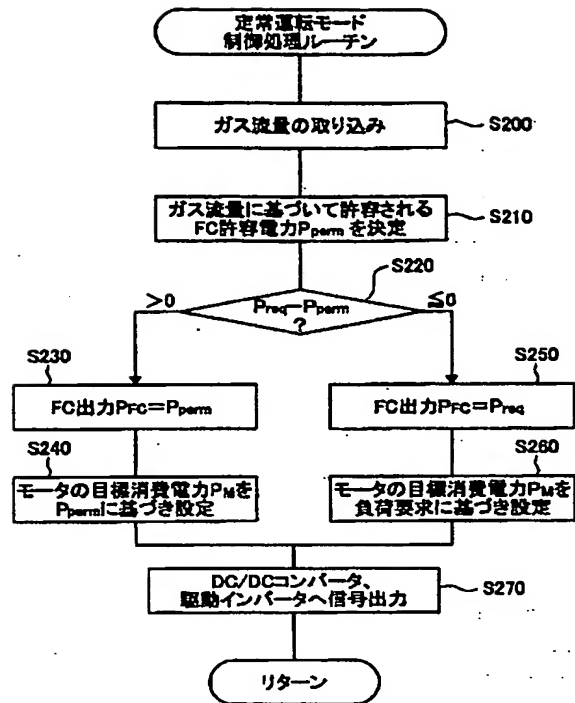 定常運転モード
制御処理ルーチン
ガス流量の取り込み
S200
ガス流量に基づいて許容される
FC許容電力Ppermを決定
S210
S220
>0
Preq−Pperm
?
≦0
S230
FC出力PFC=Pperm
S250
FC出力PFC=Preq
S240
モータの目標消費電力PMを
Ppermに基づき設定
S260
モータの目標消費電力PMを
負荷要求に基づき設定
DC/DCコンバータ、
駆動インバータへ信号出力
S270
リターン